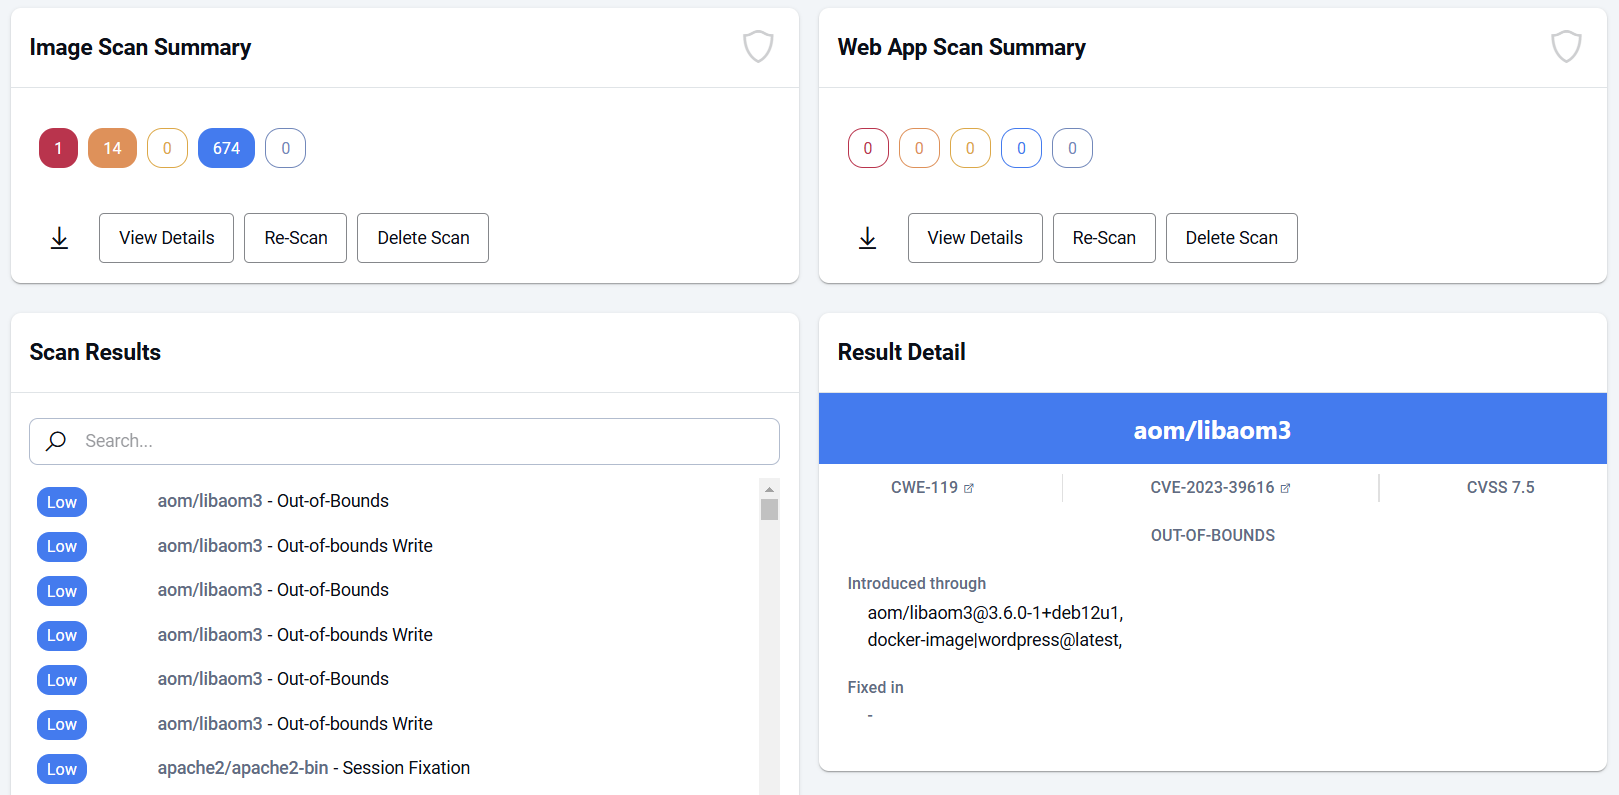 Image Scan Summary
1 14 0 674 0
View Details Re-Scan Delete Scan
Web App Scan Summary
0 0 0 0 0
View Details Re-Scan Delete Scan
Scan Results
Search...
Low aom/libaom3 - Out-of-Bounds
Low aom/libaom3 - Out-of-bounds Write
Low aom/libaom3 - Out-of-Bounds
Low aom/libaom3 - Out-of-bounds Write
Low aom/libaom3 - Out-of-Bounds
Low aom/libaom3 - Out-of-bounds Write
Low apache2/apache2-bin - Session Fixation
Result Detail
aom/libaom3
CWE-119 CVE-2023-39616 CVSS 7.5
OUT-OF-BOUNDS
Introduced through
aom/libaom3@3.6.0-1+deb12u1,
docker-image|wordpress@latest,
Fixed in
-